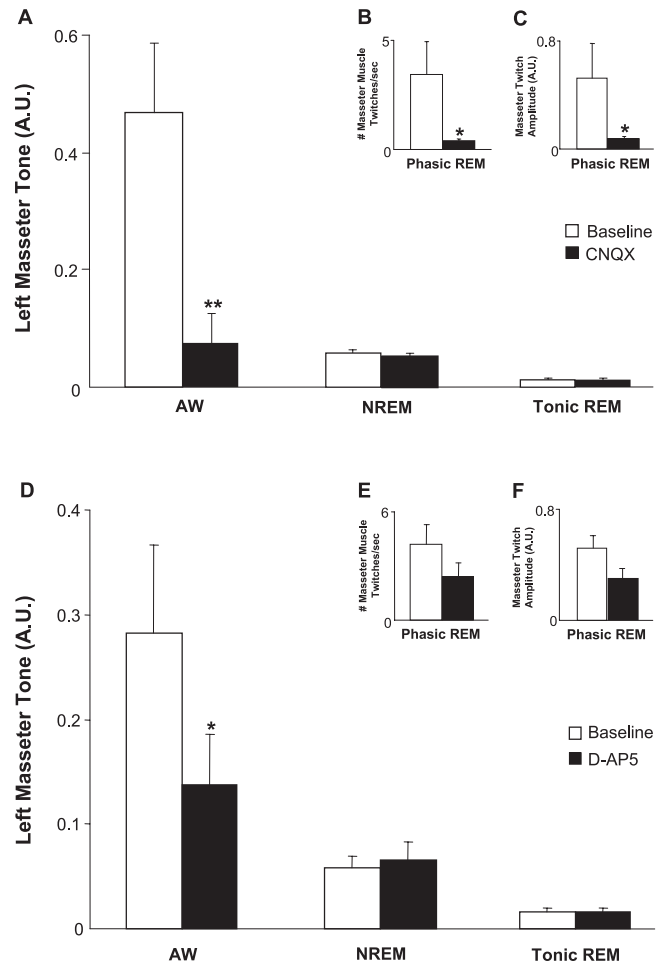 A
Left Masseter Tone (A.U.)
0.6
0.4
0.2
0
**
AW
NREM
Tonic REM
B
# Masseter Muscle
Twitches/sec
5
0
*
Phasic REM
C
Masseter Twitch
Amplitude (A.U.)
0.8
0
*
Phasic REM
Baseline
CNQX
D
Left Masseter Tone (A.U.)
0.4
0.3
0.2
0.1
0
*
AW
NREM
Tonic REM
E
# Masseter Muscle
Twitches/sec
6
0
Phasic REM
F
Masseter Twitch
Amplitude (A.U.)
0.8
0
Phasic REM
Baseline
D-AP5